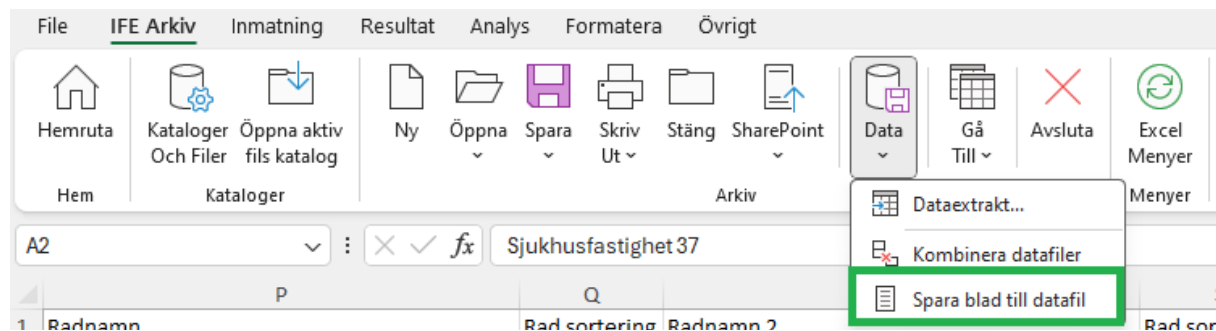 File IFE Arkiv Inmatning Resultat Analys Formatera Övrigt
Hemruta Kataloger Öppna aktiv Ny Öppna Spara Skriv Stäng SharePoint Data Gå Avsluta Excel
Och Filer fils katalog Ut Till Menyer
Hem Kataloger Arkiv Menyer
Dataextrakt...
A2 fx Sjukhusfastighet 37
Kombinera datafiler
P Q
Spara blad till datafil
1 Radnamn Rad sortering Radnamn 2